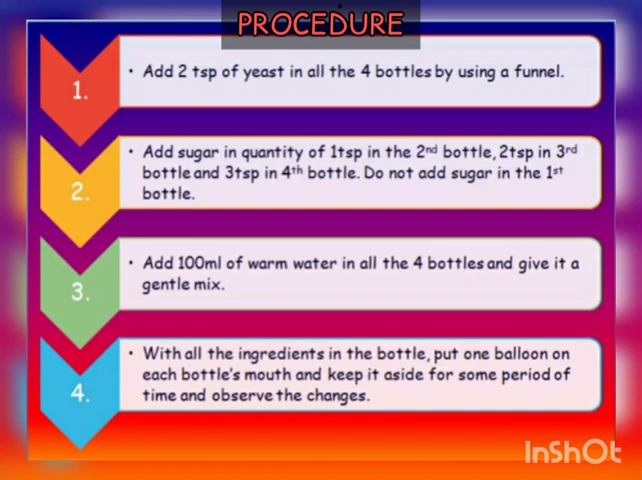 PROCEDURE
1.
• Add 2 tsp of yeast in all the 4 bottles by using a funnel.
2.
• Add sugar in quantity of 1tsp in the 2nd bottle, 2tsp in 3rd
bottle and 3tsp in 4th bottle. Do not add sugar in the 1st
bottle.
3.
• Add 100ml of warm water in all the 4 bottles and give it a
gentle mix.
4.
• With all the ingredients in the bottle, put one balloon on
each bottle's mouth and keep it aside for some period of
time and observe the changes.
InShOt